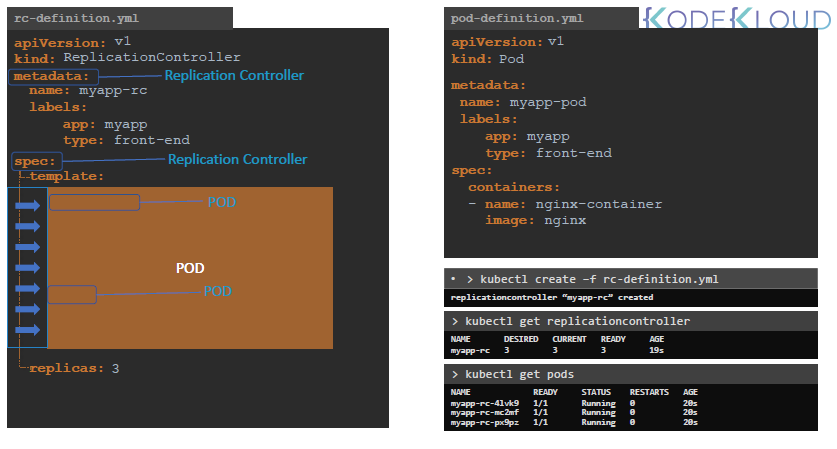 rc-definition.yml
apiVersion: v1
kind: ReplicationController
metadata: Replication Controller
name: myapp-rc
labels:
app: myapp
type: front-end
spec: Replication Controller
template:
POD
POD
POD
replicas: 3
pod-definition.yml
KODEKLOUD
apiVersion: v1
kind: Pod
metadata:
name: myapp-pod
labels:
app: myapp
type: front-end
spec:
containers:
- name: nginx-container
image: nginx
• > kubectl create -f rc-definition.yml
replicationcontroller “myapp-rc” created
> kubectl get replicationcontroller
NAME DESIRED CURRENT READY AGE
myapp-rc 3 3 3 19s
> kubectl get pods
NAME READY STATUS RESTARTS AGE
myapp-rc-4lvk9 1/1 Running 0 20s
myapp-rc-mc2mf 1/1 Running 0 20s
myapp-rc-px9pz 1/1 Running 0 20s